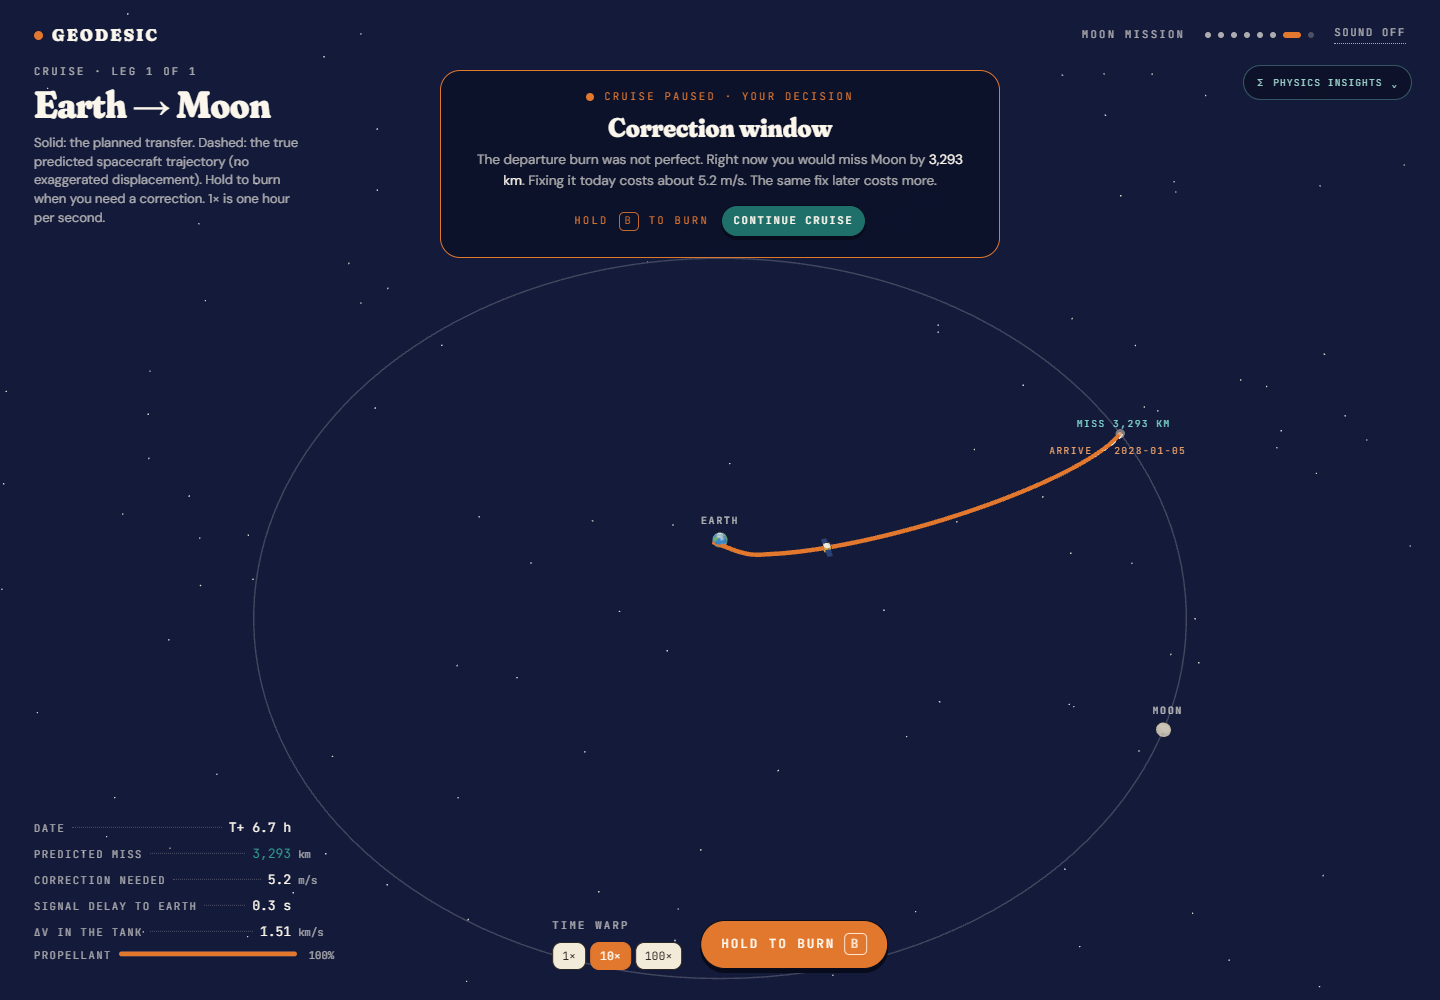 GEODESIC
MOON MISSION
SOUND OFF
CRUISE · LEG 1 OF 1
Earth → Moon
Solid: the planned transfer. Dashed: the true
predicted spacecraft trajectory (no
exaggerated displacement). Hold to burn
when you need a correction. 1× is one hour
per second.
Σ PHYSICS INSIGHTS ⌄
CRUISE PAUSED · YOUR DECISION
Correction window
The departure burn was not perfect. Right now you would miss Moon by 3,293
km. Fixing it today costs about 5.2 m/s. The same fix later costs more.
HOLD B TO BURN
CONTINUE CRUISE
MISS 3,293 KM
ARRIVE · 2028-01-05
EARTH
MOON
DATE T+ 6.7 h
PREDICTED MISS 3,293 km
CORRECTION NEEDED 5.2 m/s
SIGNAL DELAY TO EARTH 0.3 s
ΔV IN THE TANK 1.51 km/s
PROPELLANT 100%
TIME WARP
1× 10× 100×
HOLD TO BURN B